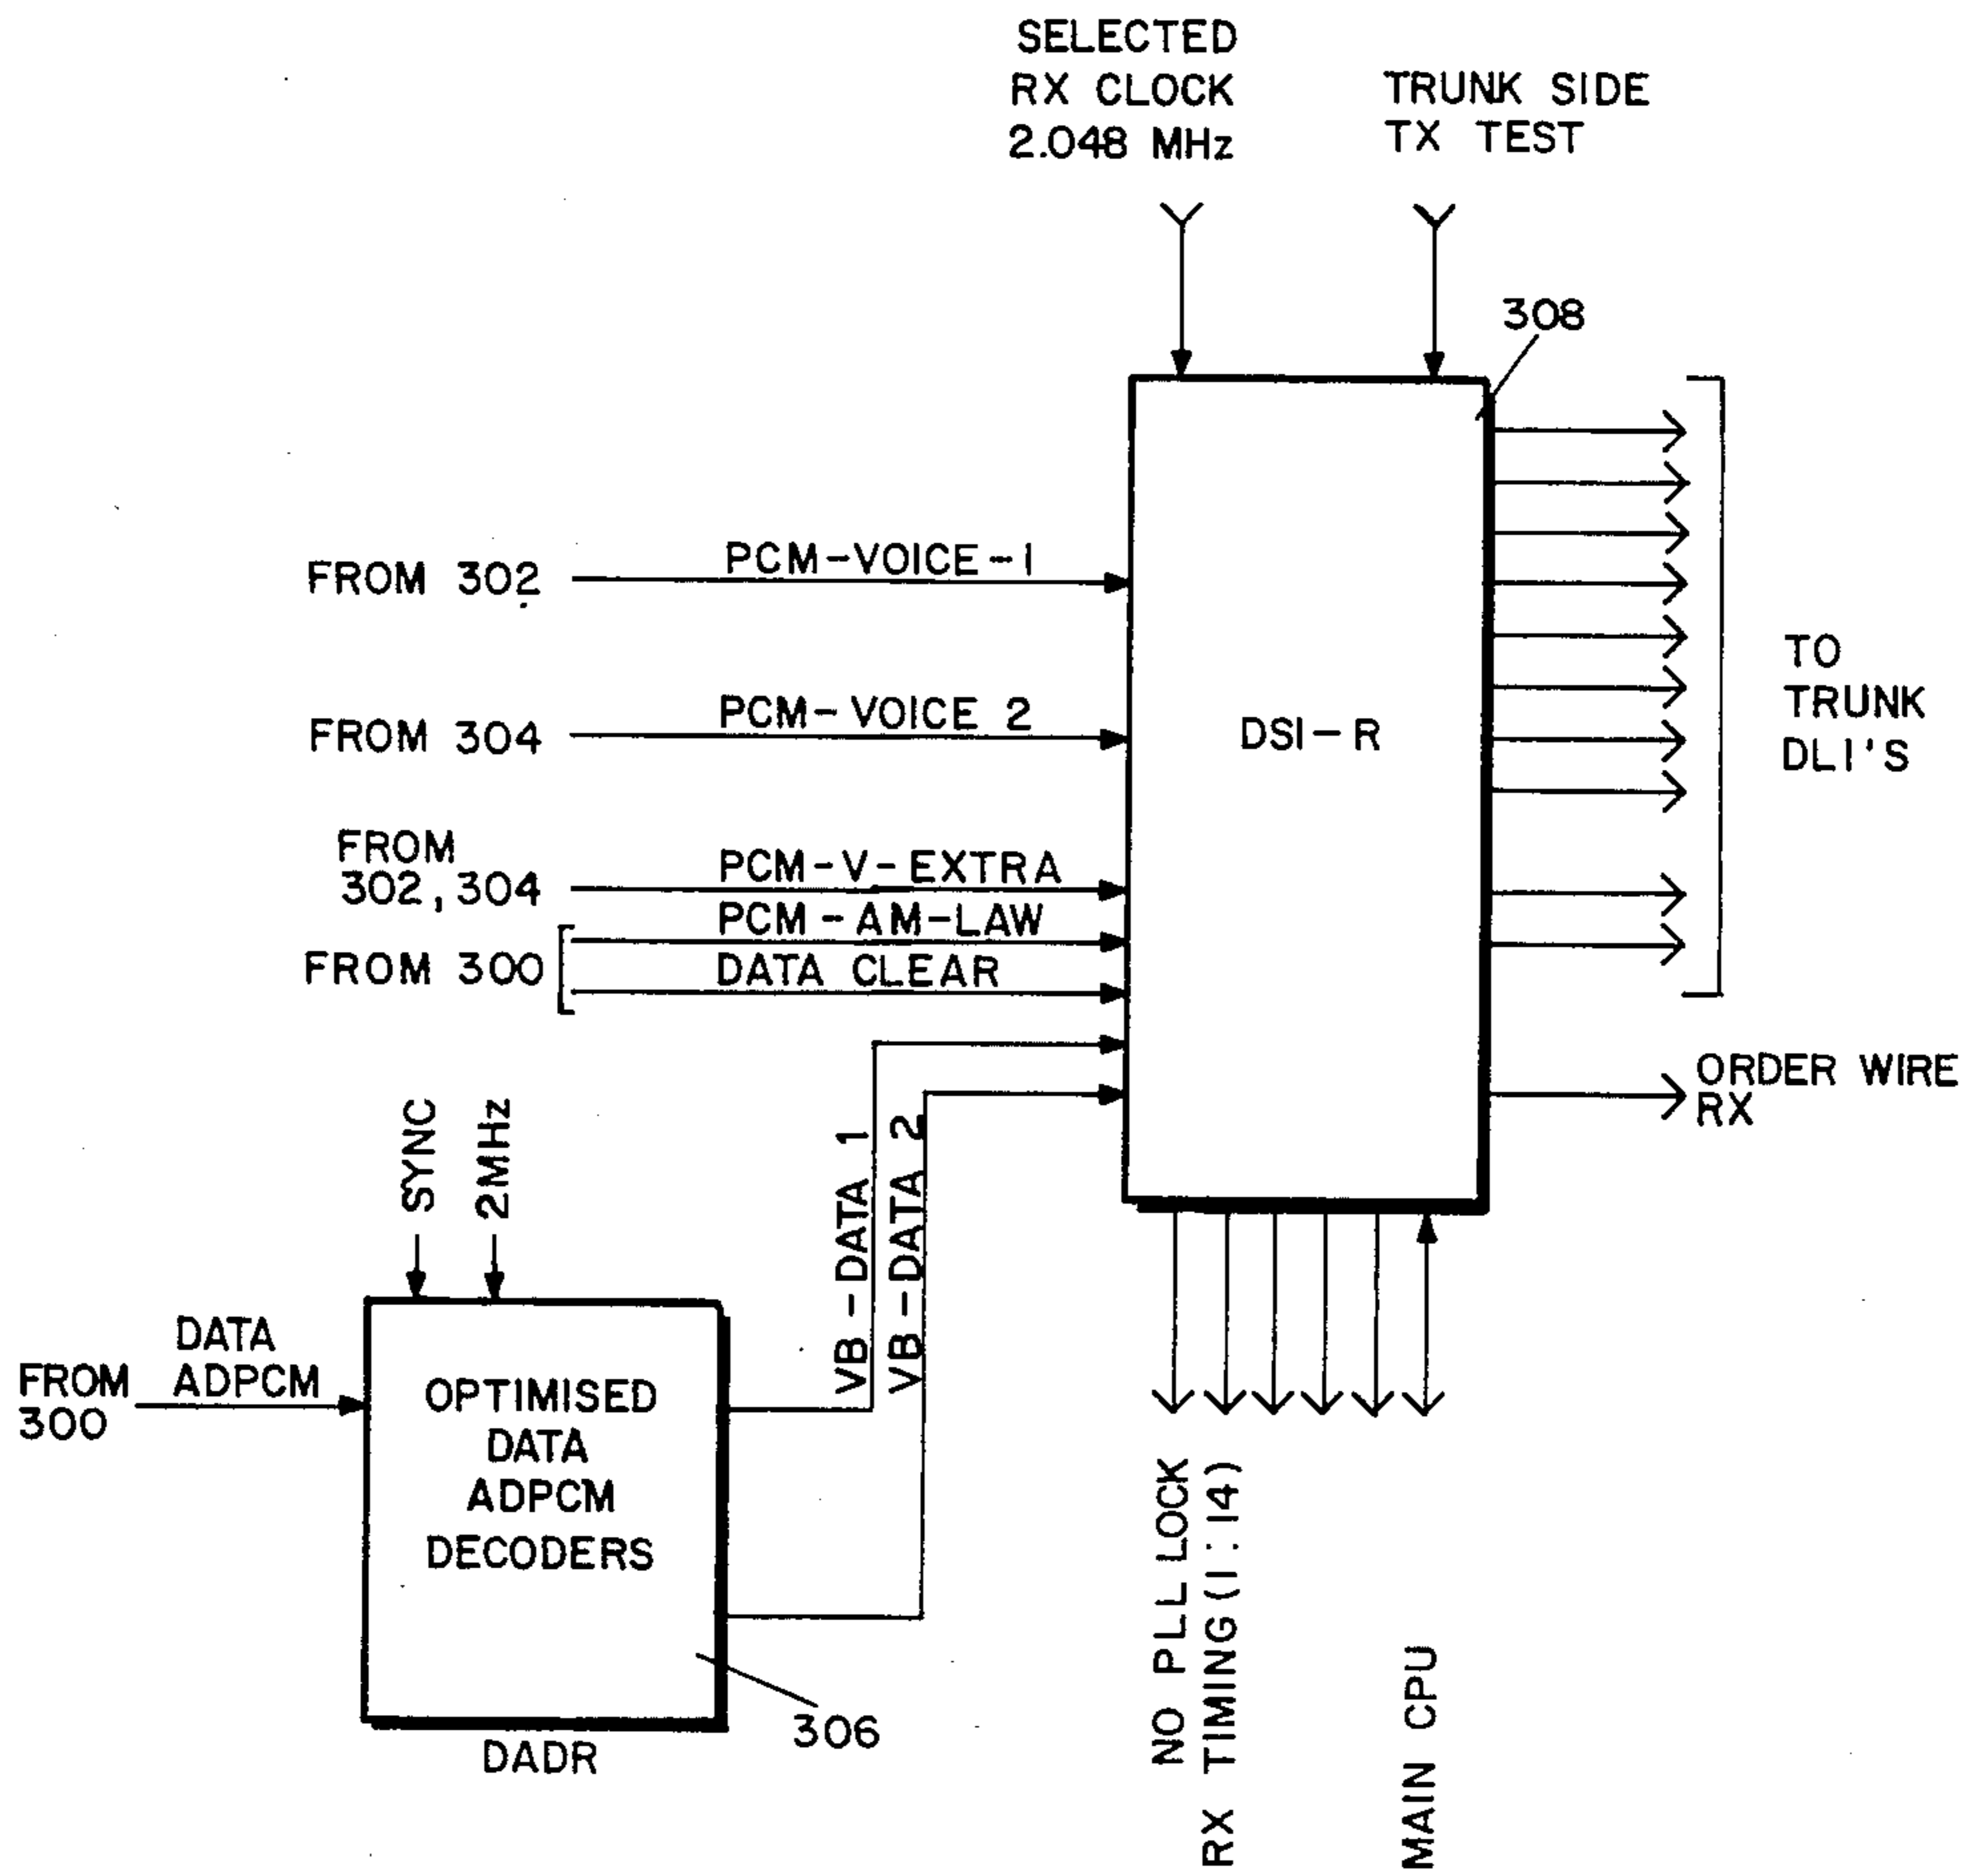 SELECTED
RX CLOCK
2.048 MHz
TRUNK SIDE
TX TEST
308
FROM 302
PCM-VOICE-1
FROM 304
PCM-VOICE 2
DSI-R
TO
TRUNK
DLI'S
FROM
302,304
PCM-V-EXTRA
PCM-AM-LAW
FROM 300
DATA CLEAR
ORDER WIRE
RX
SYNC
2MHz
VB-DATA 1
VB-DATA 2
DATA
ADPCM
FROM
300
OPTIMISED
DATA
ADPCM
DECODERS
306
DADR
NO PLL LOCK
RX TIMING(1::14)
MAIN CPU